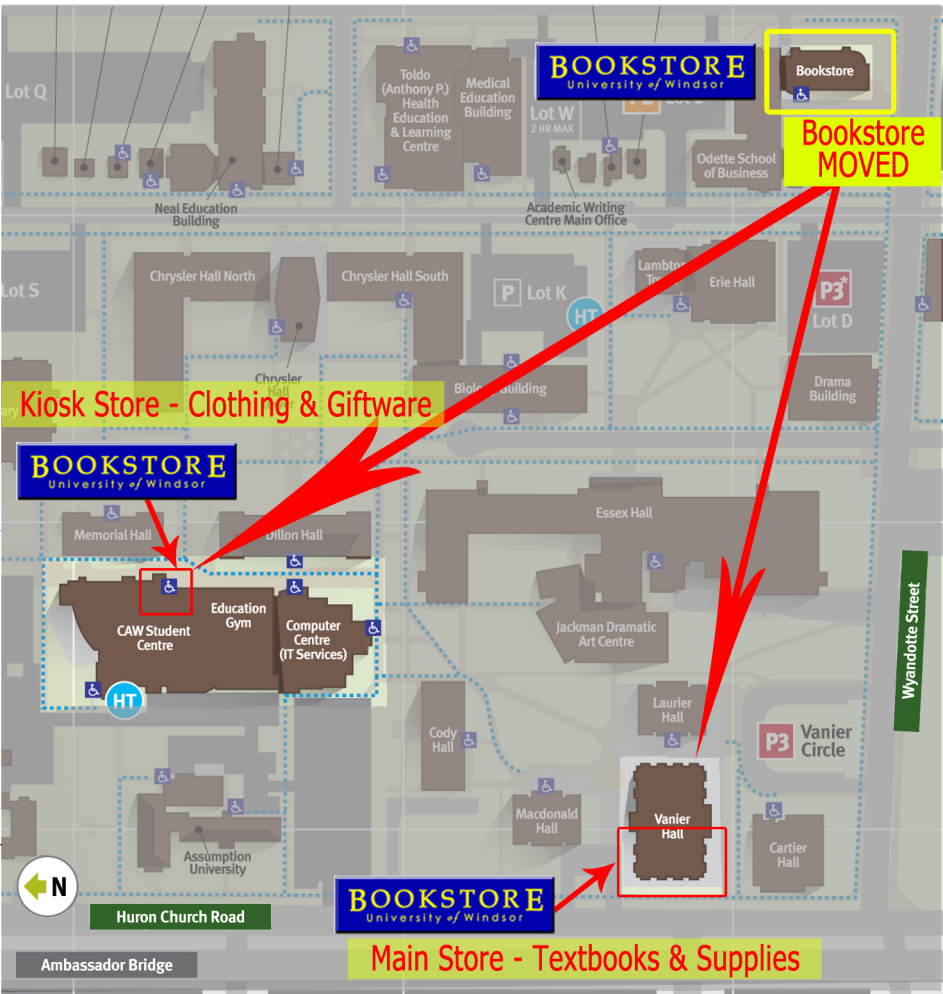 BOOKSTORE
University of Windsor
Bookstore
Lot Q
Toldo
(Anthony P.)
Health
Education
& Learning
Centre
Medical
Education
Building
Lot W
2 HR MAX
Bookstore
MOVED
Odette School
of Business
Neal Education
Building
Academic Writing
Centre Main Office
Chrysler Hall North
Chrysler Hall South
Lot S
P Lot K
HT
Erie Hall
P3*
Lot D
Chrysler
Hall
Biology Building
Drama
Building
Kiosk Store - Clothing & Giftware
BOOKSTORE
University of Windsor
Memorial Hall
Dillon Hall
Essex Hall
CAW Student
Centre
Education
Gym
Computer
Centre
(IT Services)
Jackman Dramatic
Art Centre
Wyandotte Street
HT
Cody
Hall
Laurier
Hall
P3 Vanier
Circle
Macdonald
Hall
Vanier
Hall
Cartier
Hall
Assumption
University
N
BOOKSTORE
University of Windsor
Huron Church Road
Main Store - Textbooks & Supplies
Ambassador Bridge